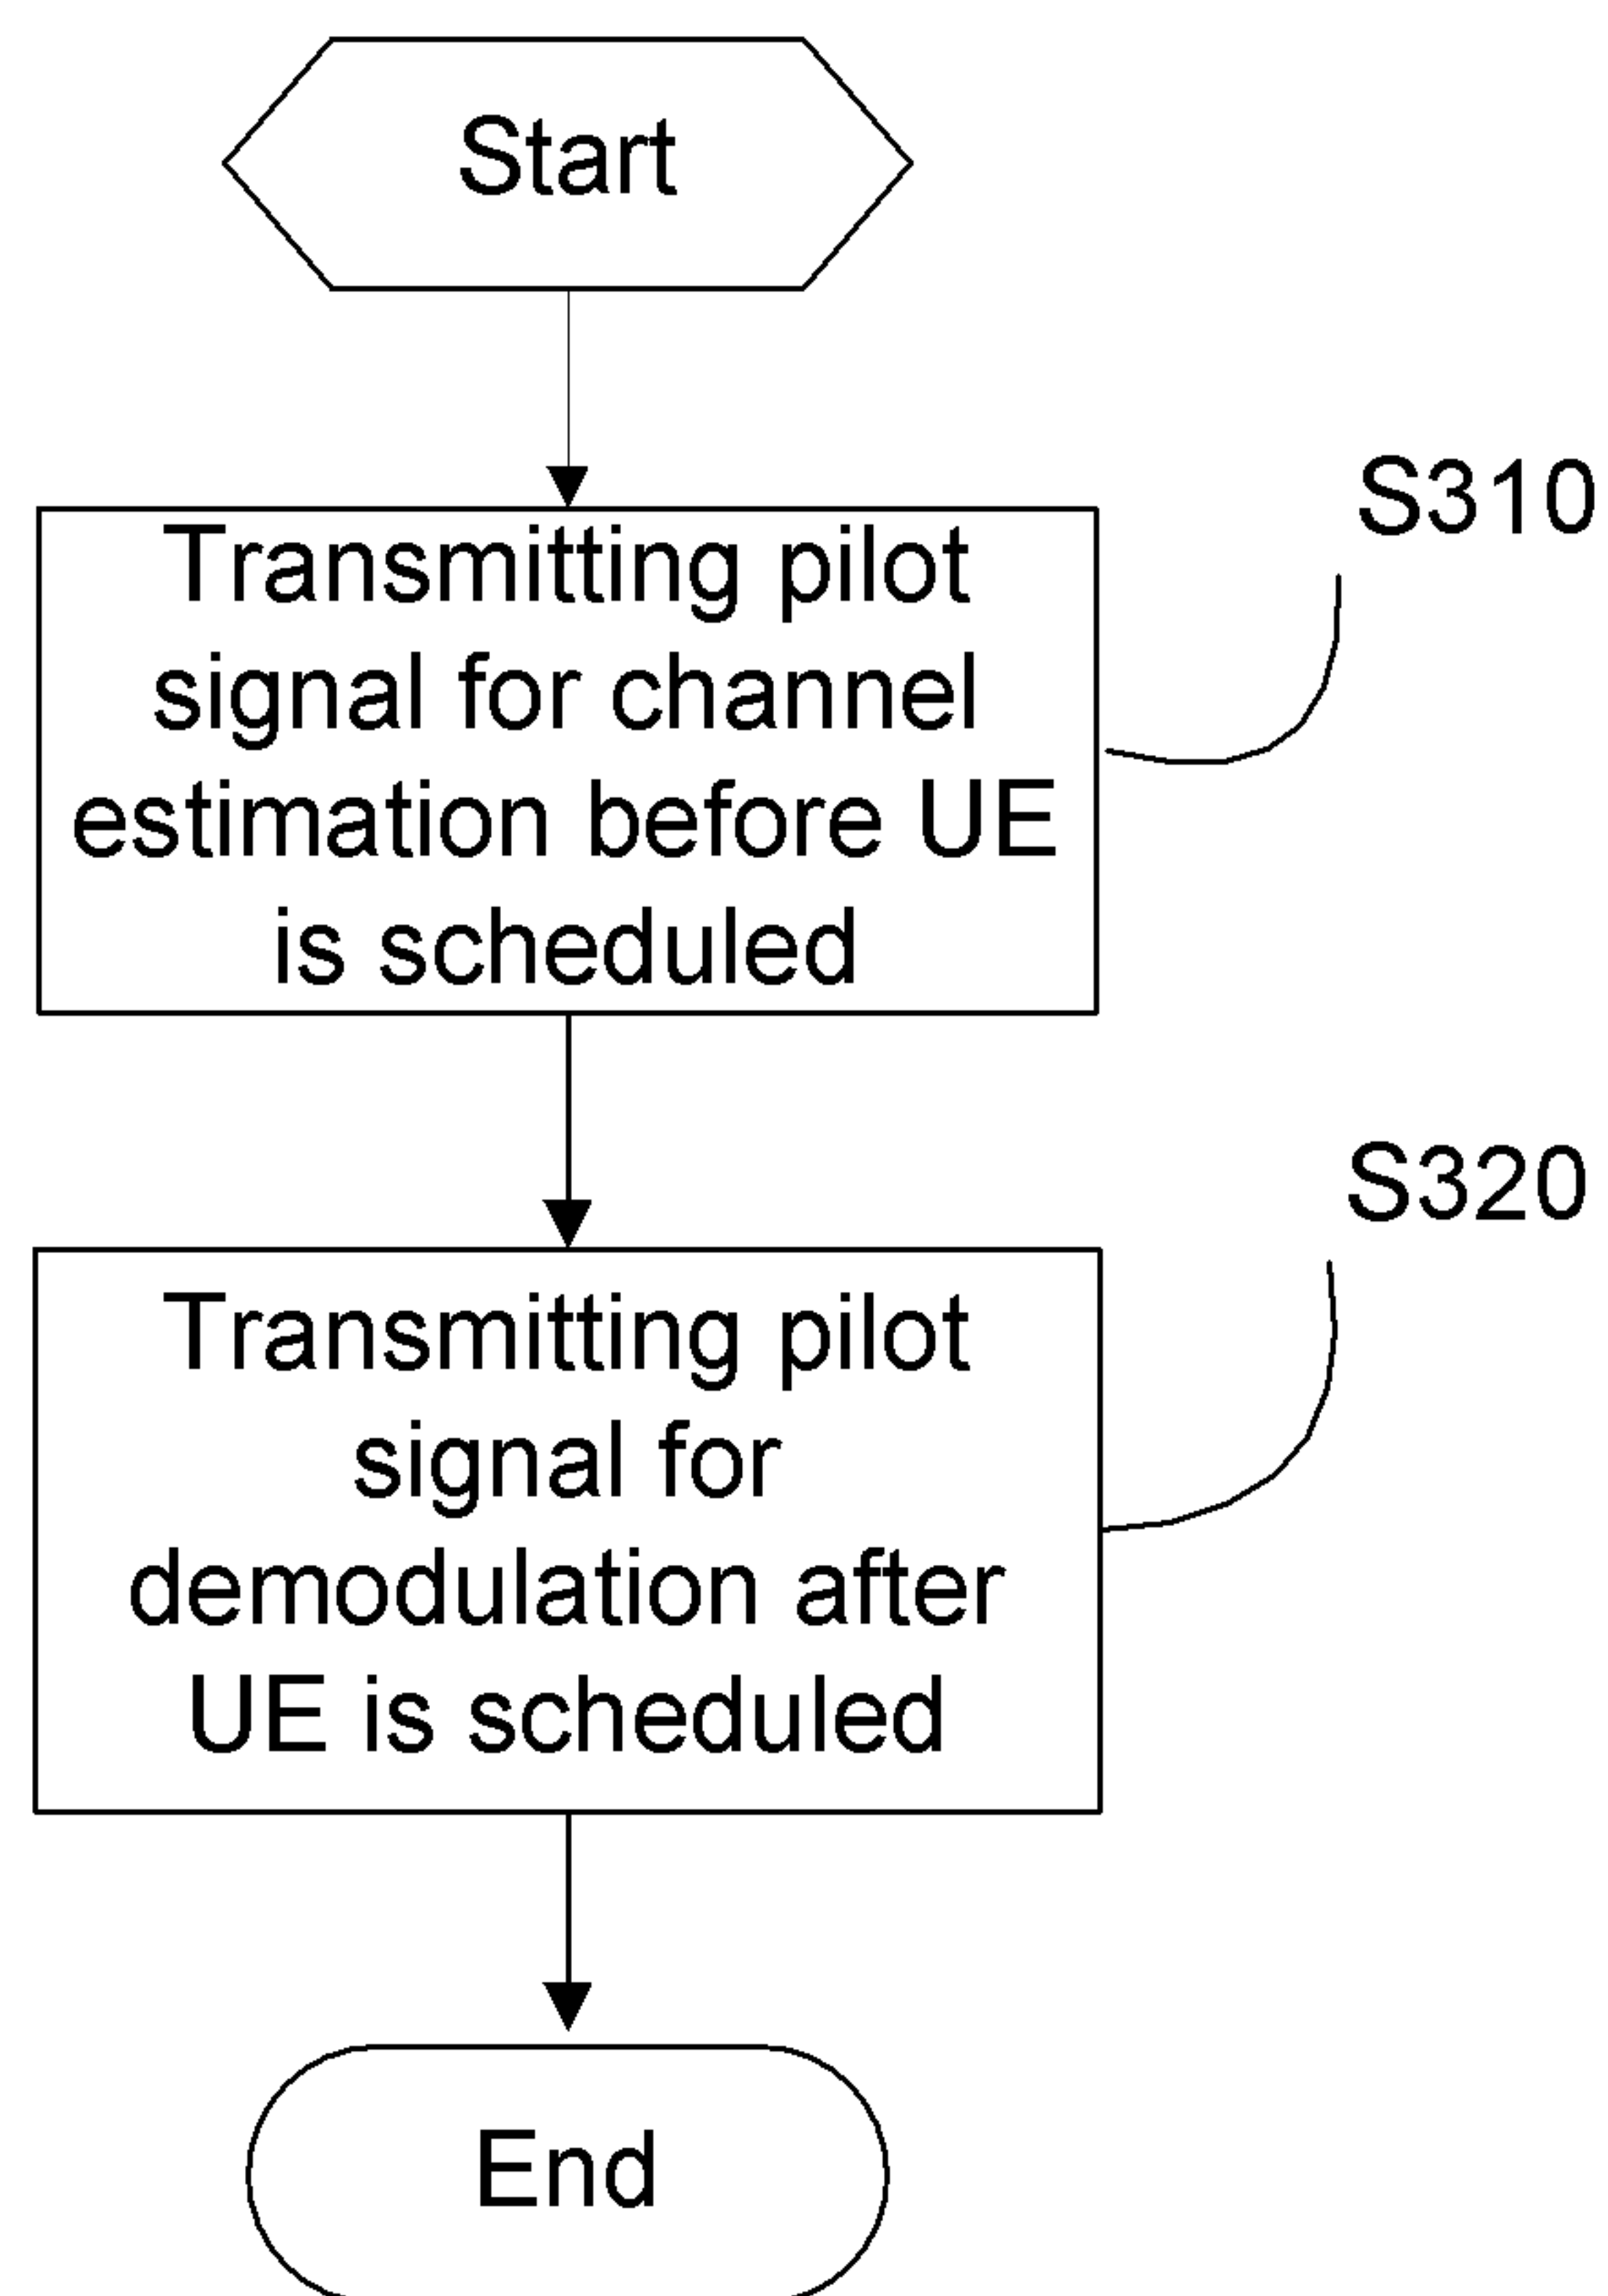 Start
S310
Transmitting pilot
signal for channel
estimation before UE
is scheduled
S320
Transmitting pilot
signal for
demodulation after
UE is scheduled
End